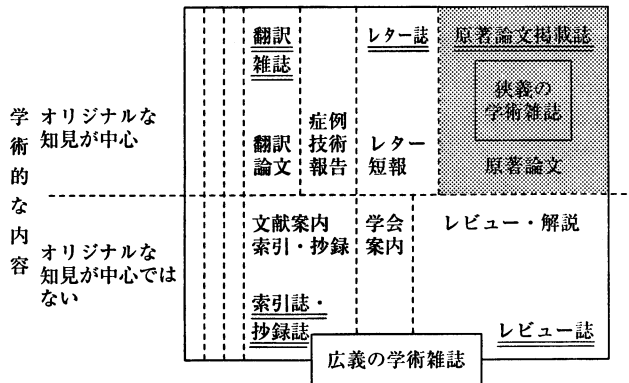 学術的な内容
オリジナルな
知見が中心
オリジナルな
知見が中心では
ない
翻訳
雑誌
翻訳
論文
症例
技術
報告
レター誌
レター
短報
原著論文掲載誌
狭義の
学術雑誌
原著論文
文献案内
索引・抄録
索引誌・
抄録誌
学会
案内
レビュー・解説
レビュー誌
広義の学術雑誌